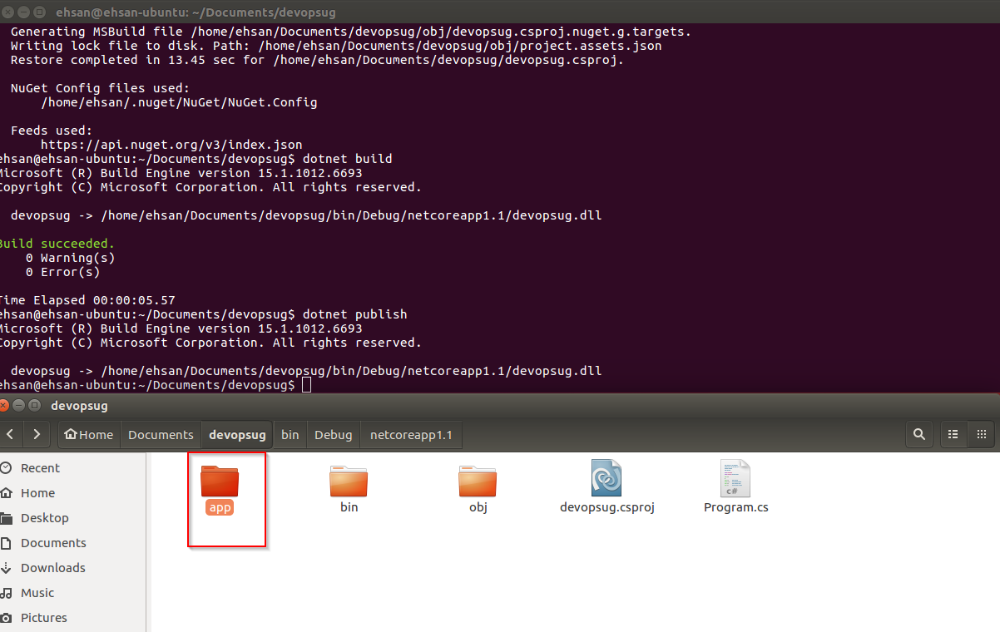 ehsan@ehsan-ubuntu: ~/Documents/devopsug
Generating MSBuild file /home/ehsan/Documents/devopsug/obj/devopsug.csproj.nuget.g.targets.
Writing lock file to disk. Path: /home/ehsan/Documents/devopsug/obj/project.assets.json
Restore completed in 13.45 sec for /home/ehsan/Documents/devopsug/devopsug.csproj.
NuGet Config files used:
/home/ehsan/.nuget/NuGet/NuGet.Config
Feeds used:
https://api.nuget.org/v3/index.json
ehsan@ehsan-ubuntu:~/Documents/devopsug$ dotnet build
Microsoft (R) Build Engine version 15.1.1012.6693
Copyright (C) Microsoft Corporation. All rights reserved.
devopsug -> /home/ehsan/Documents/devopsug/bin/Debug/netcoreapp1.1/devopsug.dll
Build succeeded.
0 Warning(s)
0 Error(s)
Time Elapsed 00:00:05.57
ehsan@ehsan-ubuntu:~/Documents/devopsug$ dotnet publish
Microsoft (R) Build Engine version 15.1.1012.6693
Copyright (C) Microsoft Corporation. All rights reserved.
devopsug -> /home/ehsan/Documents/devopsug/bin/Debug/netcoreapp1.1/devopsug.dll
ehsan@ehsan-ubuntu:~/Documents/devopsug$
devopsug
Home Documents devopsug bin Debug netcoreapp1.1
Recent
Home
Desktop
Documents
Downloads
Music
Pictures
c#
app bin obj devopsug.csproj Program.cs